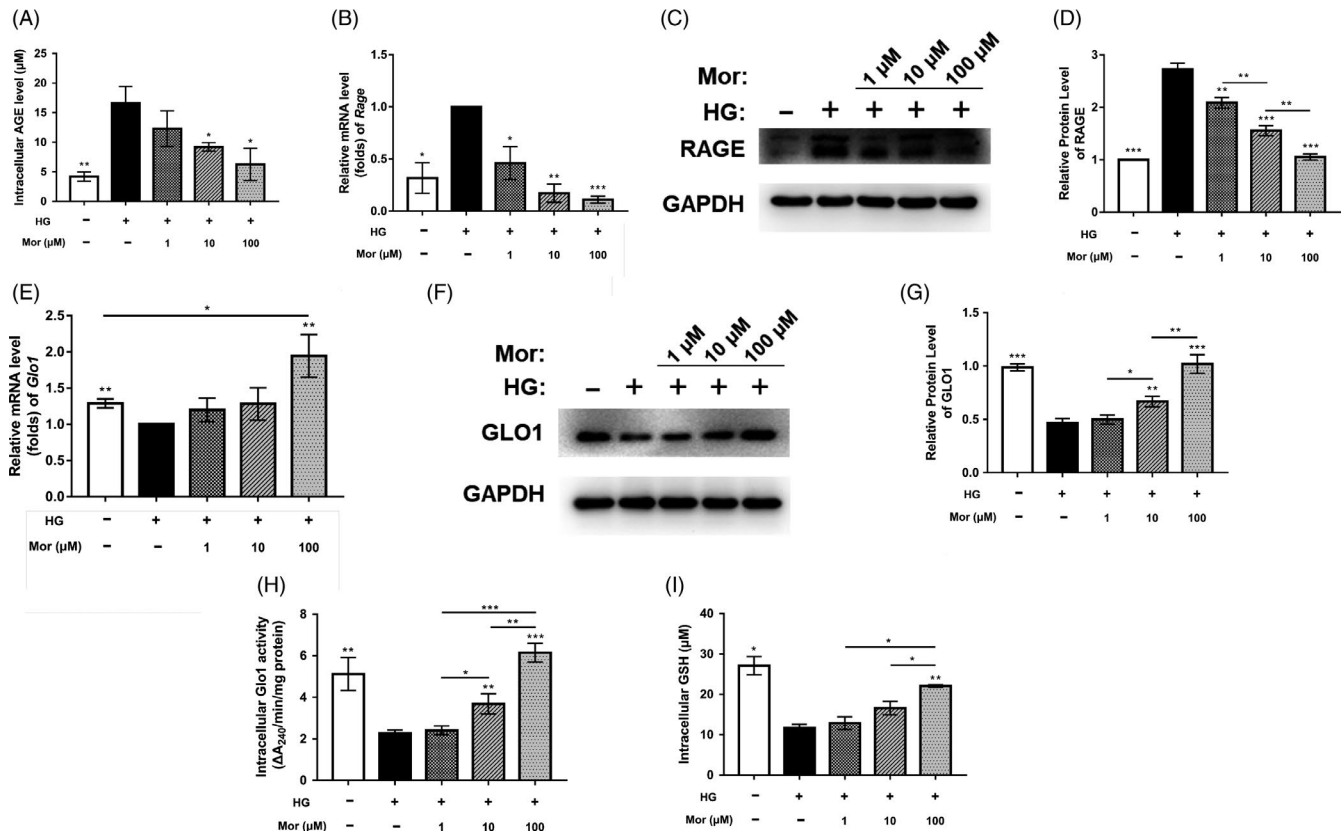 (A)
Intracellular AGE level (µM)
25
20
15
10
5
0
**
*
*
HG – + + + +
Mor (µM) – – 1 10 100
(B)
Relative mRNA level
(folds) of Rage
1.5
1.0
0.5
0.0
*
*
**
***
HG – + + + +
Mor (µM) – – 1 10 100
(C)
Mor: 1 µM 10 µM 100 µM
HG: – + + + +
RAGE
GAPDH
(D)
Relative Protein Level
of RAGE
3
2
1
0
***
**
***
***
**
**
HG – + + + +
Mor (µM) – – 1 10 100
(E)
Relative mRNA level
(folds) of Glo1
2.5
2.0
1.5
1.0
0.5
0.0
*
**
**
HG – + + + +
Mor (µM) – – 1 10 100
(F)
Mor: 1 µM 10 µM 100 µM
HG: – + + + +
GLO1
GAPDH
(G)
Relative Protein Level
of GLO1
1.5
1.0
0.5
0.0
***
*
**
**
***
HG – + + + +
Mor (µM) – – 1 10 100
(H)
Intracellular Glo1 activity
(ΔA240/min/mg protein)
8
6
4
2
0
***
**
**
***
*
**
HG – + + + +
Mor (µM) – – 1 10 100
(I)
Intracellular GSH (µM)
40
30
20
10
0
*
*
*
**
HG – + + + +
Mor (µM) – – 1 10 100